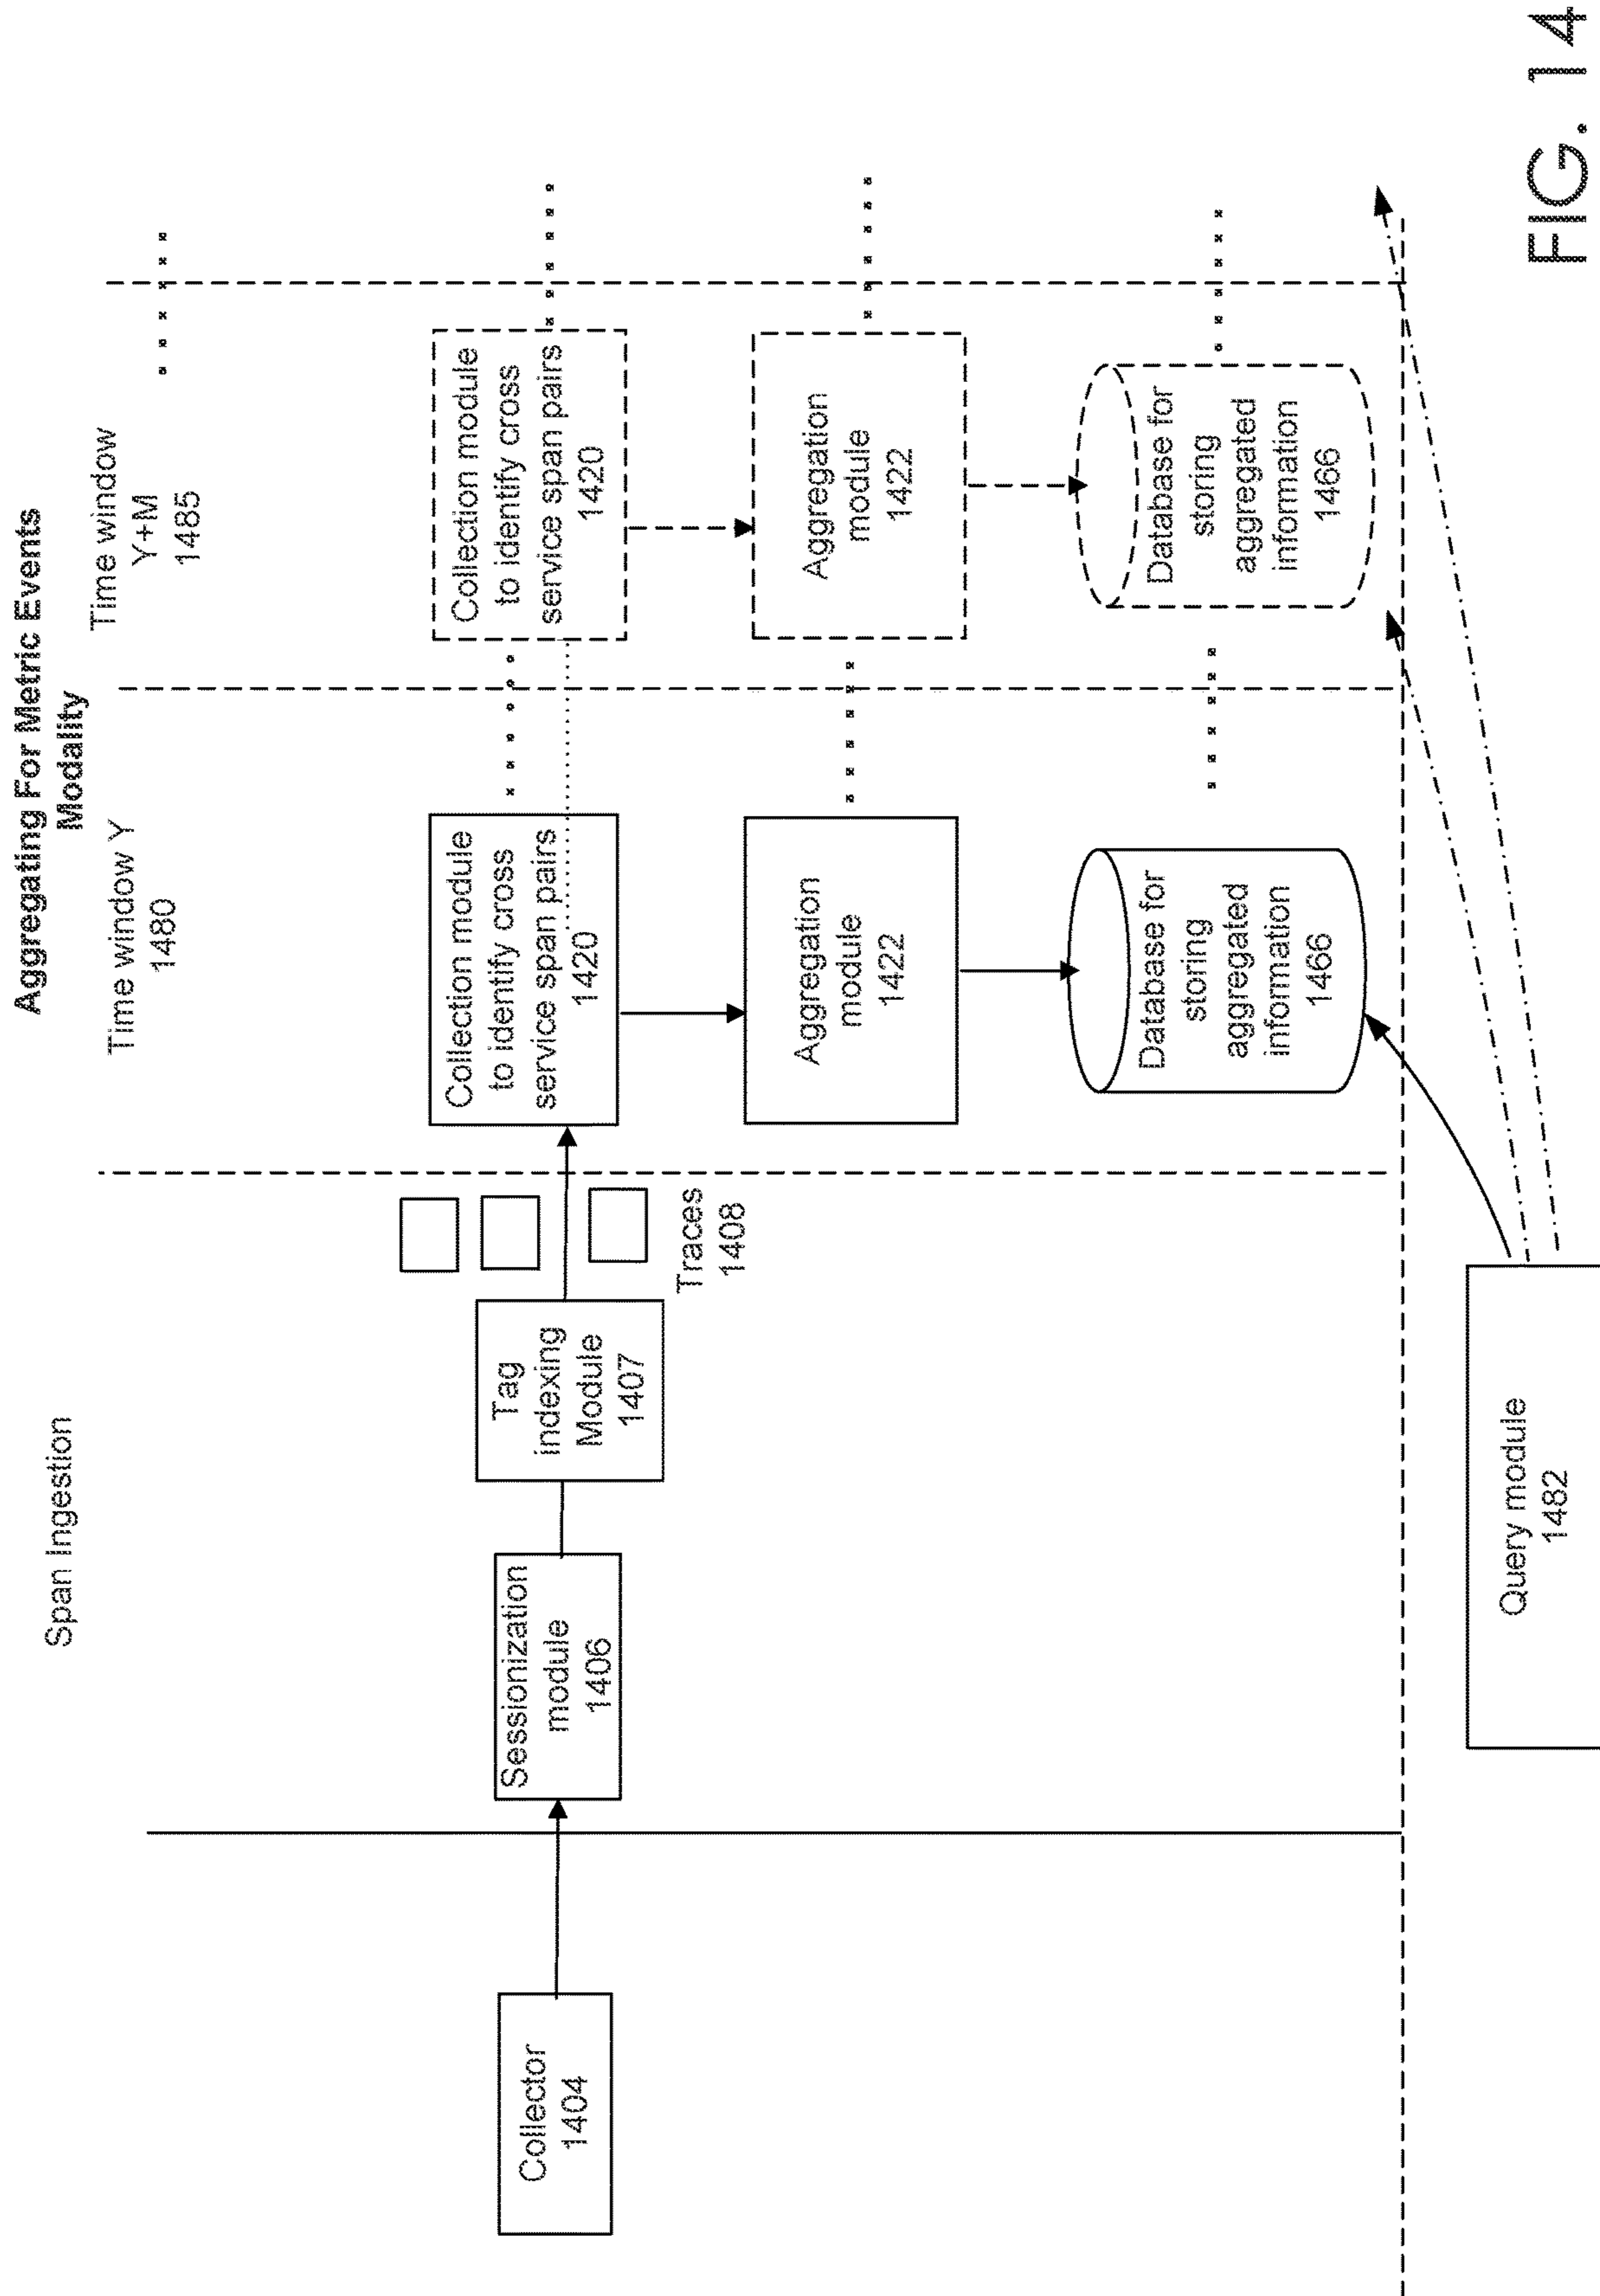 Aggregating For Metric Events
Modality
Span Ingestion
Time window Y
1480
Time window
Y+M
1485
Collector
1404
Sessionization
module
1406
Tag
indexing
Module
1407
Traces
1408
Collection module
to identify cross
service span pairs
1420
Collection module
to identify cross
service span pairs
1420
Aggregation
module
1422
Aggregation
module
1422
Database for
storing
aggregated
information
1466
Database for
storing
aggregated
information
1466
Query module
1482
FIG. 14